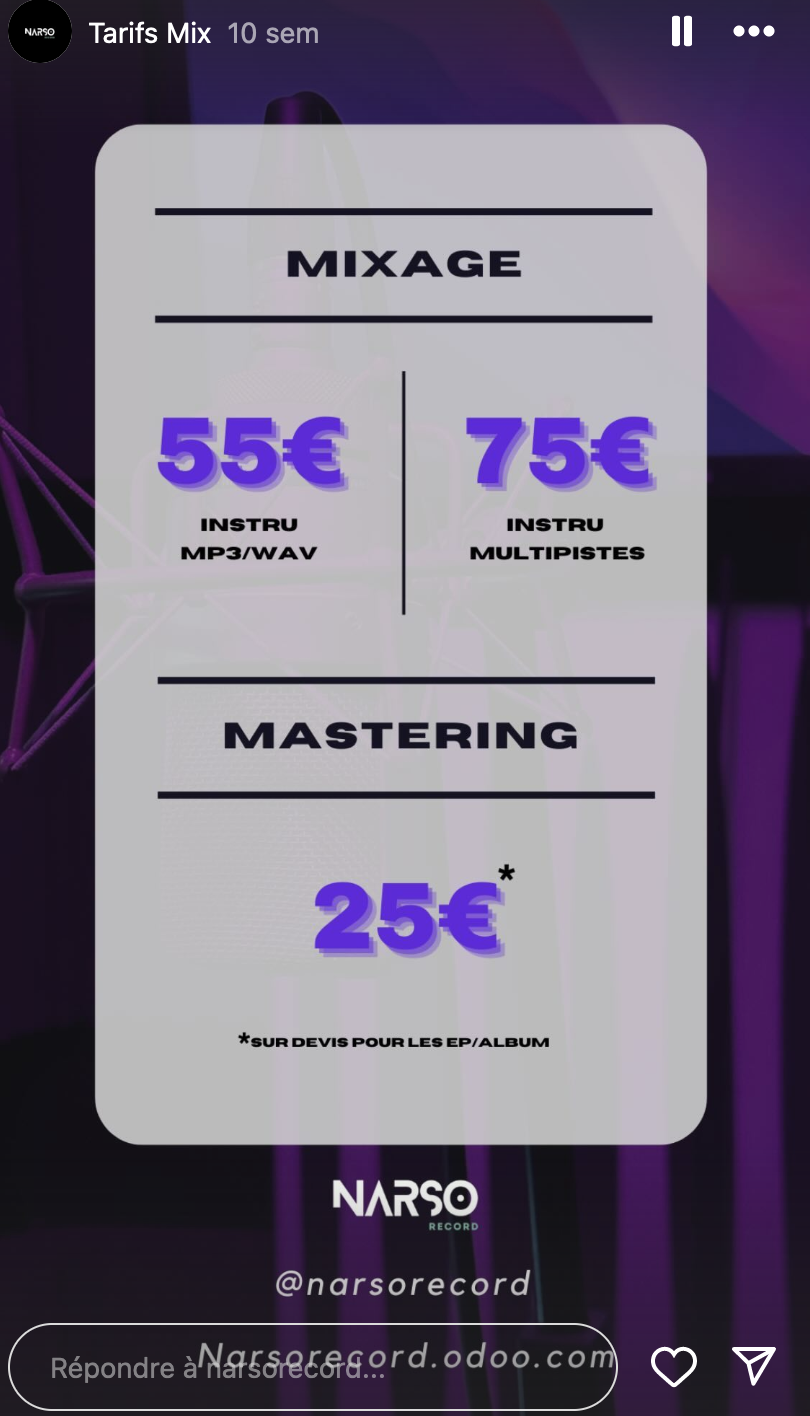 NARSO
Tarifs Mix 10 sem
MIXAGE
55€
INSTRU
MP3/WAV
75€
INSTRU
MULTIPISTES
MASTERING
25€*
*SUR DEVIS POUR LES EP/ALBUM
NARSO
RECORD
@narsorecord
Narsorecord.odoo.com
Répondre à narsorecord...